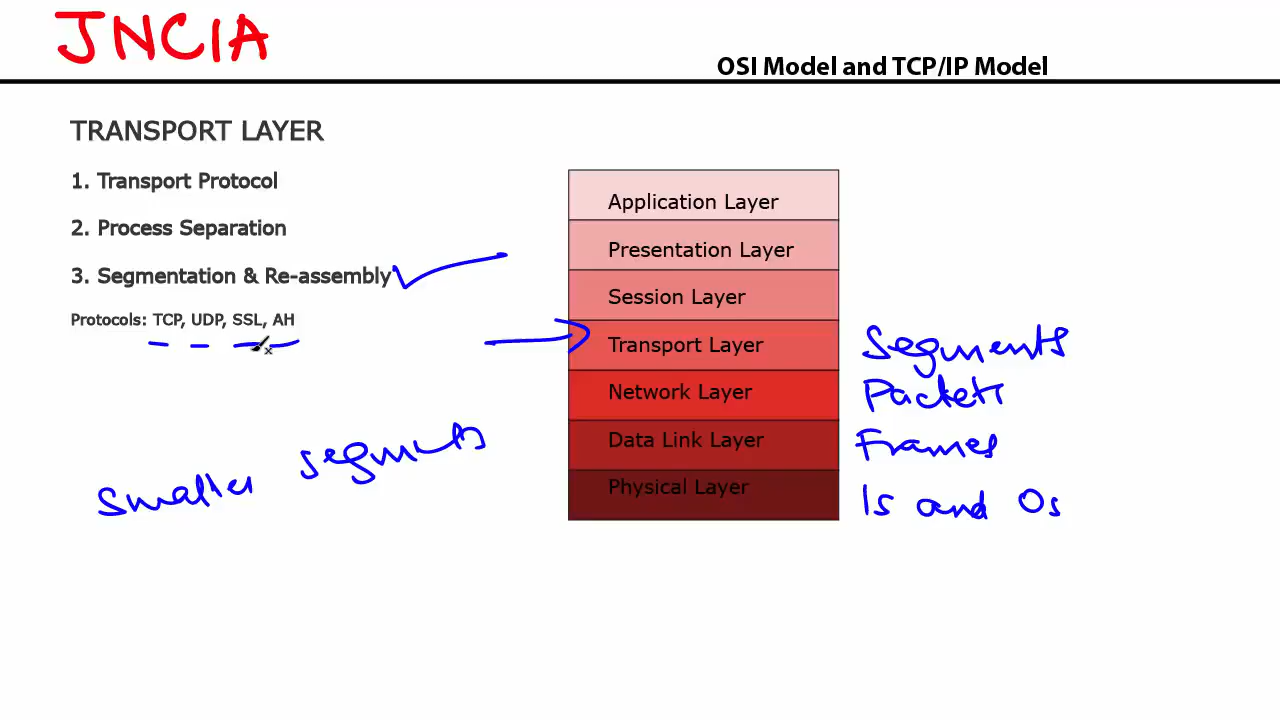 JNCIA
OSI Model and TCP/IP Model
TRANSPORT LAYER
1. Transport Protocol
2. Process Separation
3. Segmentation & Re-assembly
Protocols: TCP, UDP, SSL, AH
smaller segments
Application Layer
Presentation Layer
Session Layer
Transport Layer
Network Layer
Data Link Layer
Physical Layer
Segments
Packets
Frames
1s and 0s